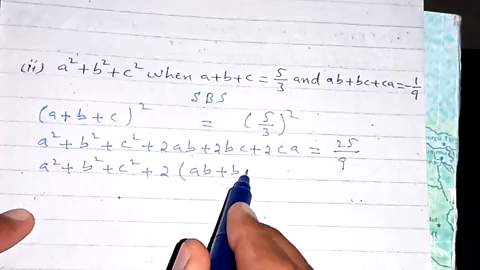 (ii) a² + b² + c² when a+b+c = 5/3 and ab+bc+ca = -1/9
SBS
(a+b+c)² = (5/3)²
a² + b² + c² + 2ab + 2bc + 2ca = 25/9
a² + b² + c² + 2 (ab + b